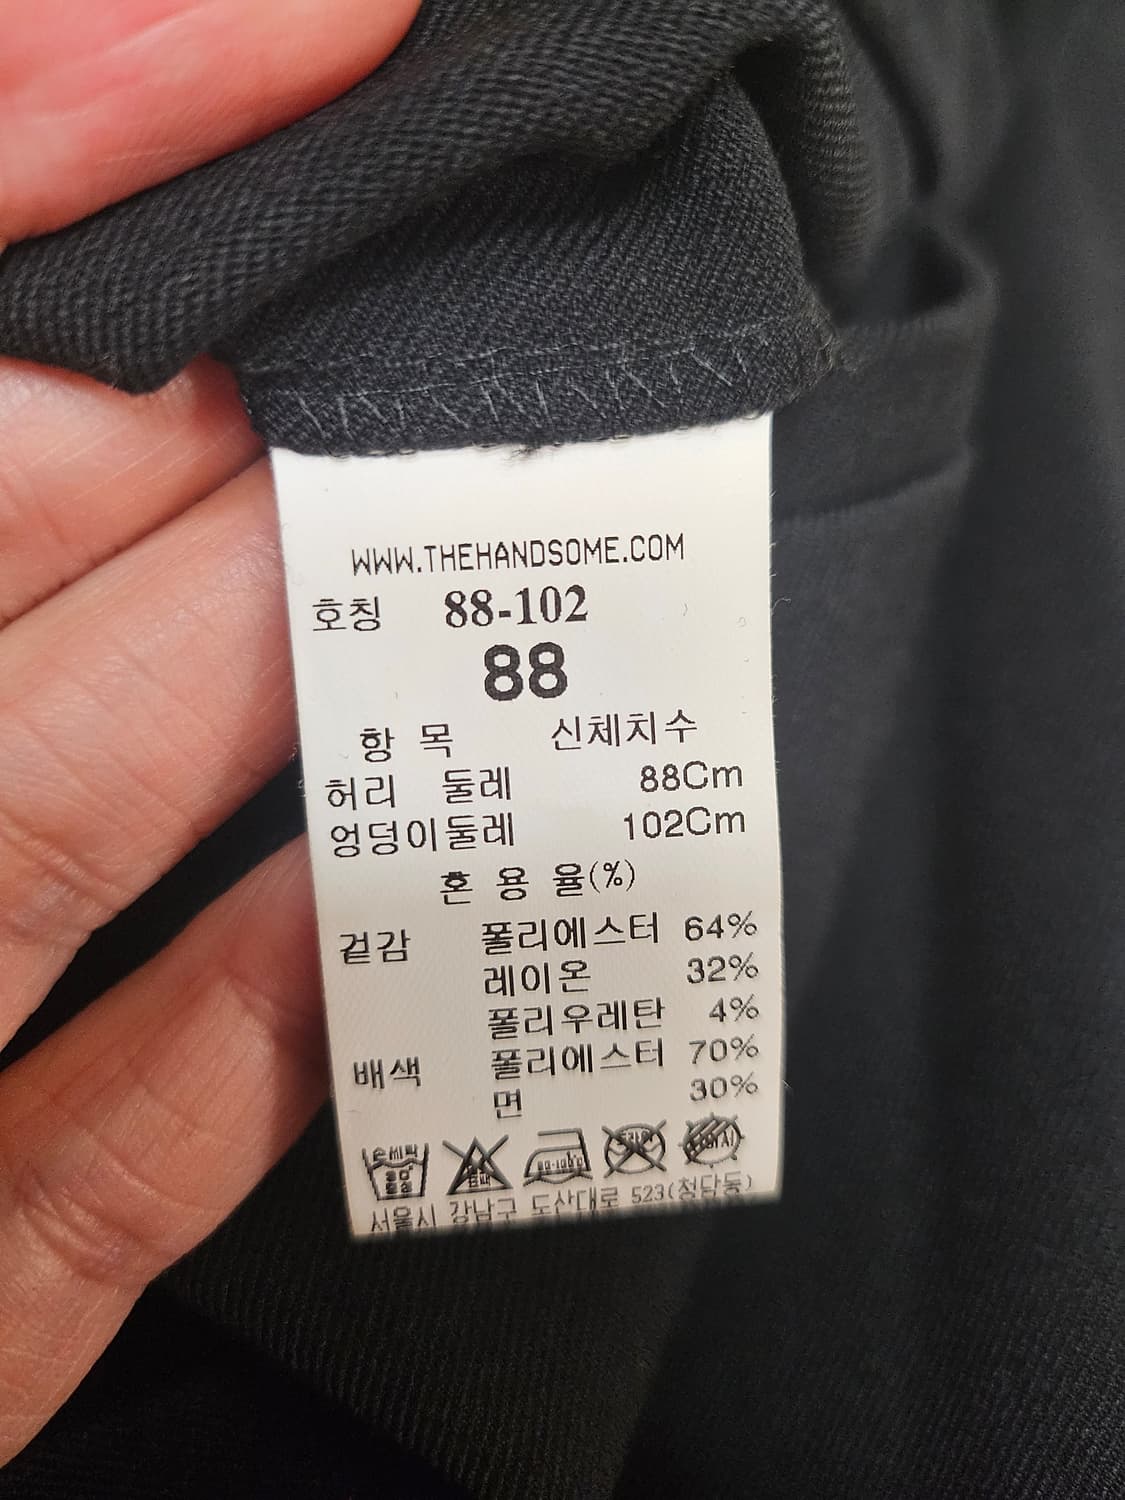 WWW.THEHANDSOME.COM
호칭 88-102
88
항 목 신체치수
허리 둘레 88Cm
엉덩이둘레 102Cm
혼 용 율(%)
겉감 폴리에스터 64%
레이온 32%
폴리우레탄 4%
배색 폴리에스터 70%
면 30%
손세탁
서울시 강남구 도산대로 523(청담동)